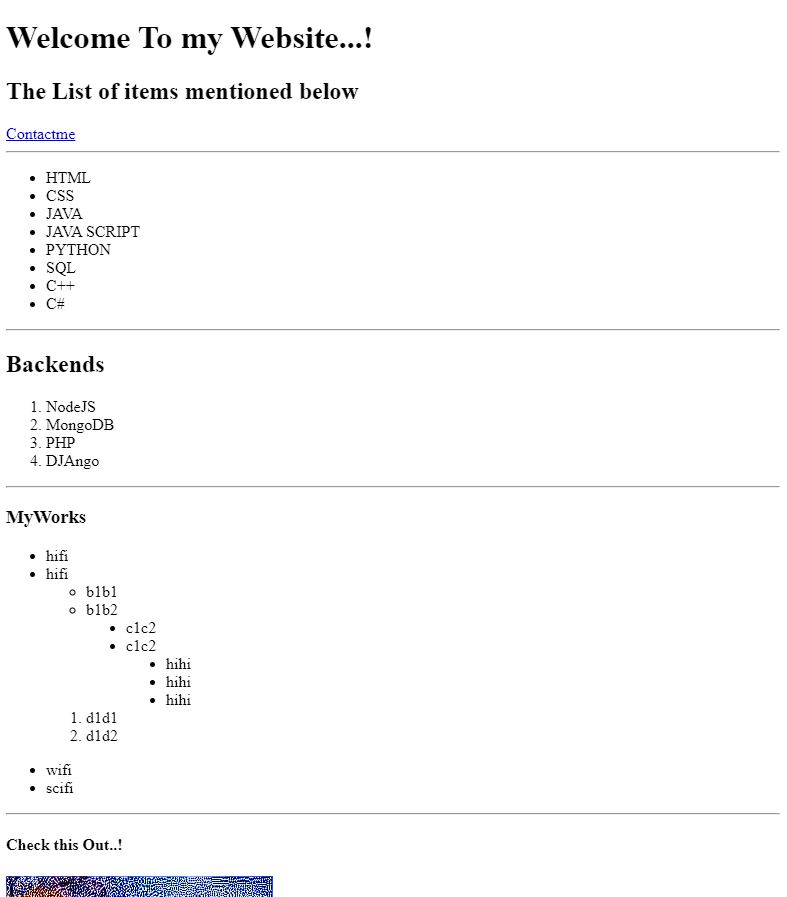 Welcome To my Website...!
The List of items mentioned below
Contactme
HTML
CSS
JAVA
JAVA SCRIPT
PYTHON
SQL
C++
C#
Backends
1. NodeJS
2. MongoDB
3. PHP
4. DJAngo
MyWorks
hifi
hifi
b1b1
b1b2
c1c2
c1c2
hihi
hihi
hihi
1. d1d1
2. d1d2
wifi
scifi
Check this Out..!